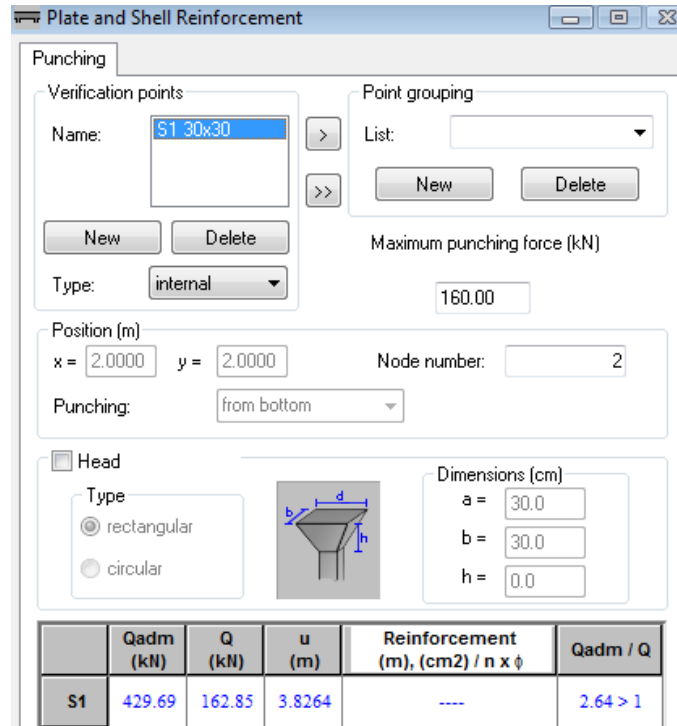 Plate and Shell Reinforcement
Punching
Verification points
Name:
S1 30x30
>
>>
New
Delete
Type:
internal
Point grouping
List:
New
Delete
Maximum punching force (kN)
160.00
Position (m)
x = 2.0000 y = 2.0000
Node number: 2
Punching: from bottom
Head
Type
rectangular
circular
b d h
Dimensions (cm)
a = 30.0
b = 30.0
h = 0.0
Qadm (kN) Q (kN) u (m) Reinforcement (m), (cm2) / n x ϕ Qadm / Q
S1 429.69 162.85 3.8264 ---- 2.64 > 1